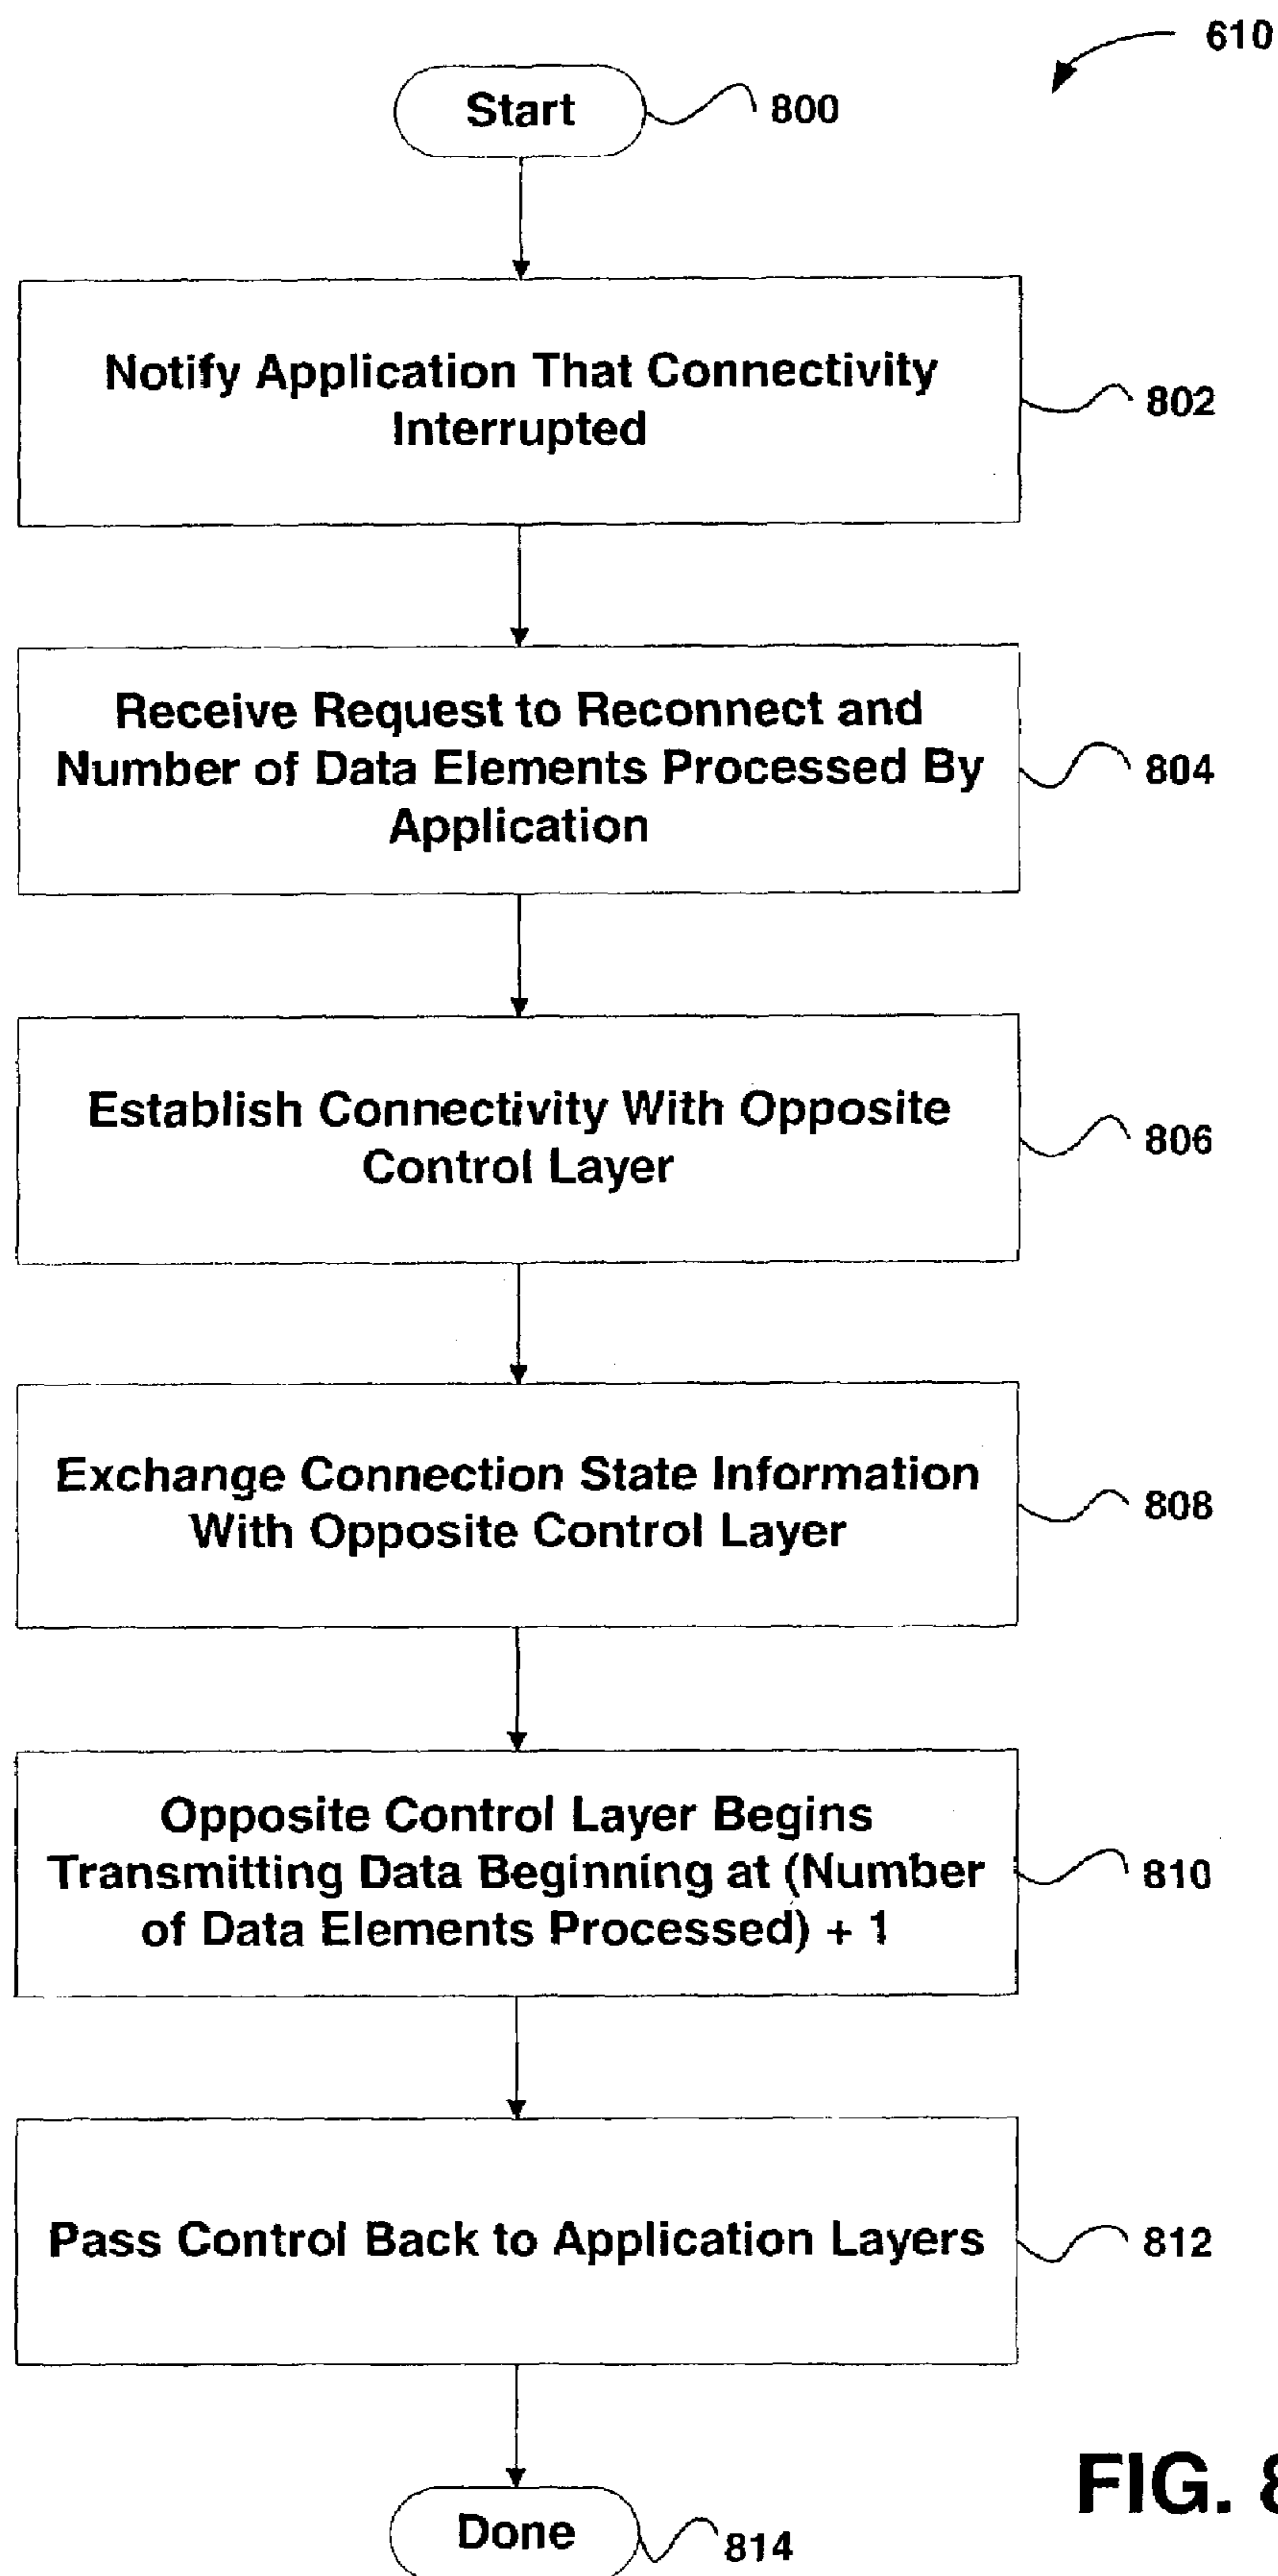 610
Start
800
Notify Application That Connectivity
Interrupted
802
Receive Request to Reconnect and
Number of Data Elements Processed By
Application
804
Establish Connectivity With Opposite
Control Layer
806
Exchange Connection State Information
With Opposite Control Layer
808
Opposite Control Layer Begins
Transmitting Data Beginning at (Number
of Data Elements Processed) + 1
810
Pass Control Back to Application Layers
812
Done
814
FIG. 8